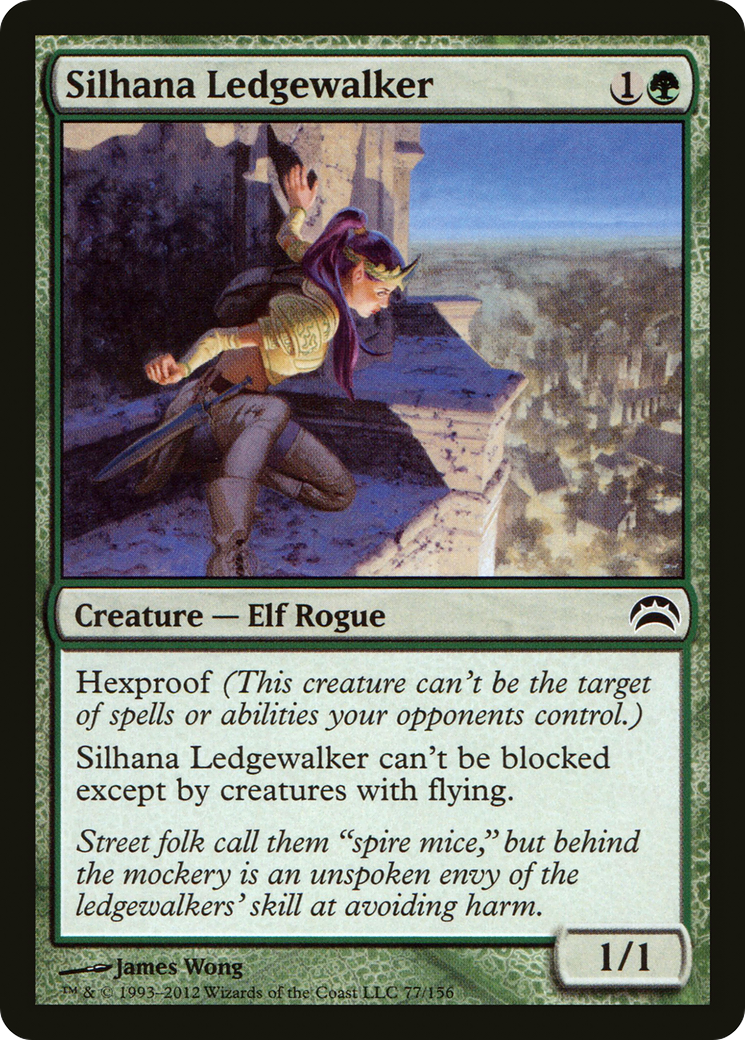 Silhana Ledgewalker 1
Creature — Elf Rogue
Hexproof (This creature can't be the target
of spells or abilities your opponents control.)
Silhana Ledgewalker can't be blocked
except by creatures with flying.
Street folk call them “spire mice,” but behind
the mockery is an unspoken envy of the
ledgewalkers' skill at avoiding harm.
1/1
James Wong
™ & © 1993–2012 Wizards of the Coast LLC 77/156